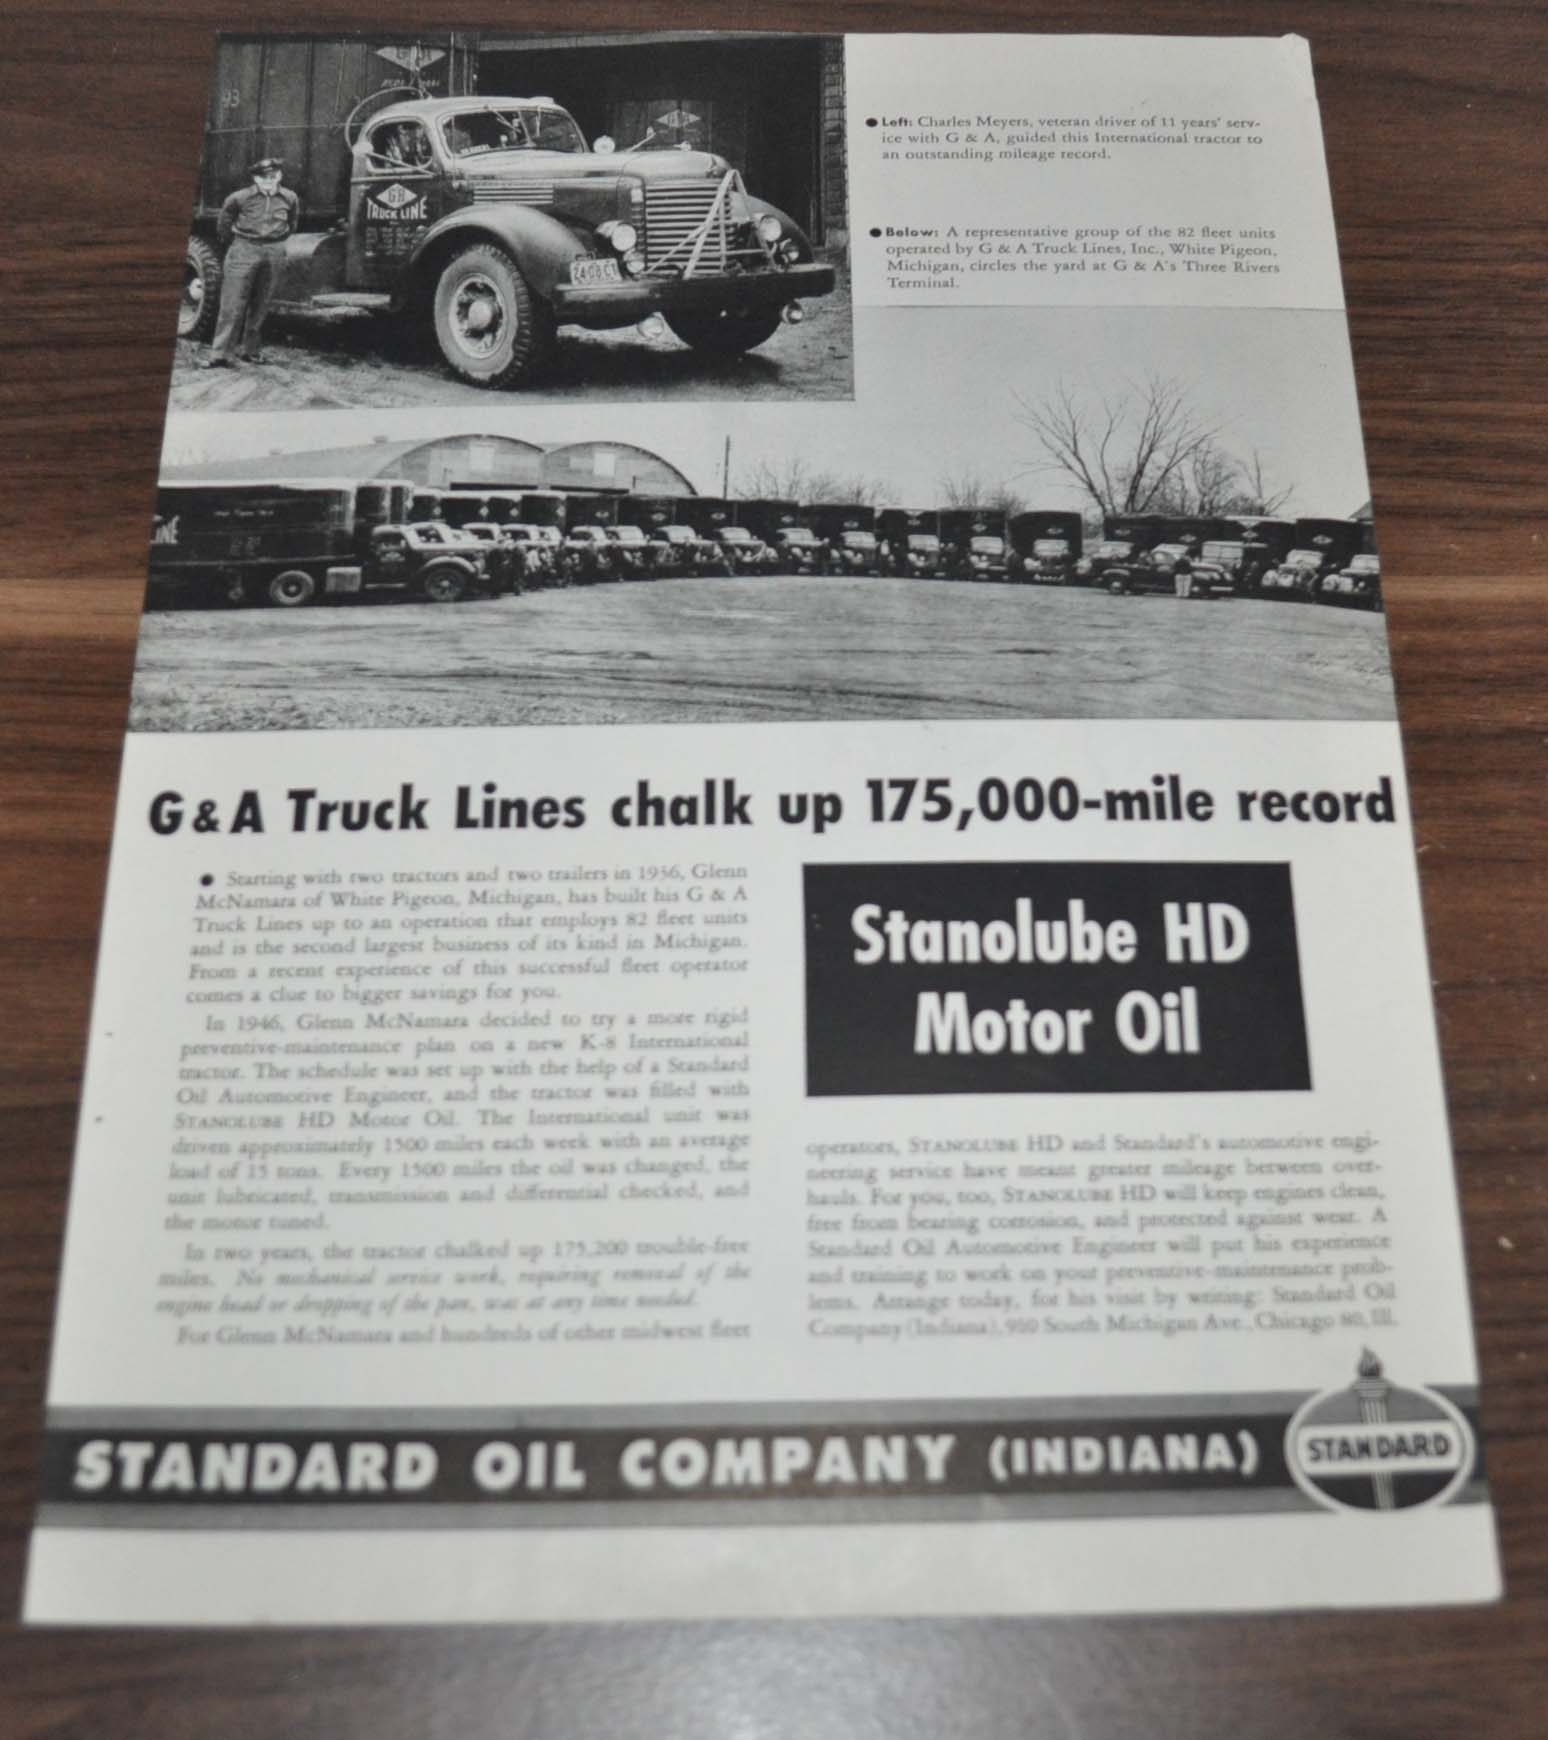 93
G & A
GA
TRUCK LINE
● Left: Charles Meyers, veteran driver of 11 years' serv-
ice with G & A, guided this International tractor to
an outstanding mileage record.
● Below: A representative group of the 82 fleet units
operated by G & A Truck Lines, Inc., White Pigeon,
Michigan, circles the yard at G & A's Three Rivers
Terminal.
G & A Truck Lines chalk up 175,000-mile record
● Starting with two tractors and two trailers in 1936, Glenn
McNamara of White Pigeon, Michigan, has built his G & A
Truck Lines up to an operation that employs 82 fleet units
and is the second largest business of its kind in Michigan.
From a recent experience of this successful fleet operator
comes a clue to bigger savings for you.
In 1946, Glenn McNamara decided to try a more rigid
preventive-maintenance plan on a new K-8 International
tractor. The schedule was set up with the help of a Standard
Oil Automotive Engineer, and the tractor was filled with
STANOLUBE HD Motor Oil. The International unit was
driven approximately 1500 miles each week with an average
load of 15 tons. Every 1500 miles the oil was changed, the
unit lubricated, transmission and differential checked, and
the motor tuned.
In two years, the tractor chalked up 175,200 trouble-free
miles. No mechanical service work, requiring removal of the
engine head or dropping of the pan, was at any time needed.
For Glenn McNamara and hundreds of other midwest fleet
Stanolube HD
Motor Oil
operators, STANOLUBE HD and Standard's automotive engi-
neering service have meant greater mileage between over-
hauls. For you, too, STANOLUBE HD will keep engines clean,
free from bearing corrosion, and protected against wear. A
Standard Oil Automotive Engineer will put his experience
and training to work on your preventive-maintenance prob-
lems. Arrange today, for his visit by writing: Standard Oil
Company (Indiana), 910 South Michigan Ave., Chicago 80, Ill.
STANDARD OIL COMPANY (INDIANA)
STANDARD